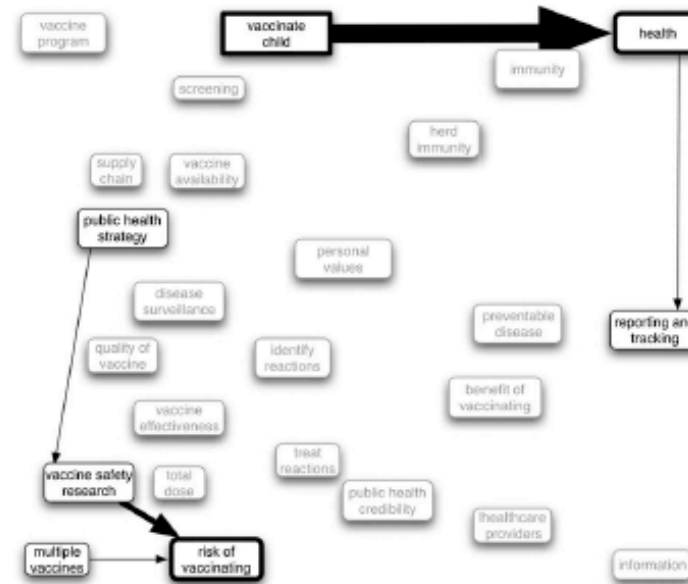 vaccine
program
vaccinate
child
health
immunity
screening
herd
immunity
supply
chain
vaccine
availability
public health
strategy
personal
values
disease
surveillance
preventable
disease
reporting an
tracking
quality of
vaccine
identify
reactions
benefit of
vaccinating
vaccine
effectiveness
treat
reactions
vaccine safety
research
total
dose
public health
credibility
healthcare
providers
multiple
vaccines
risk of
vaccinating
information